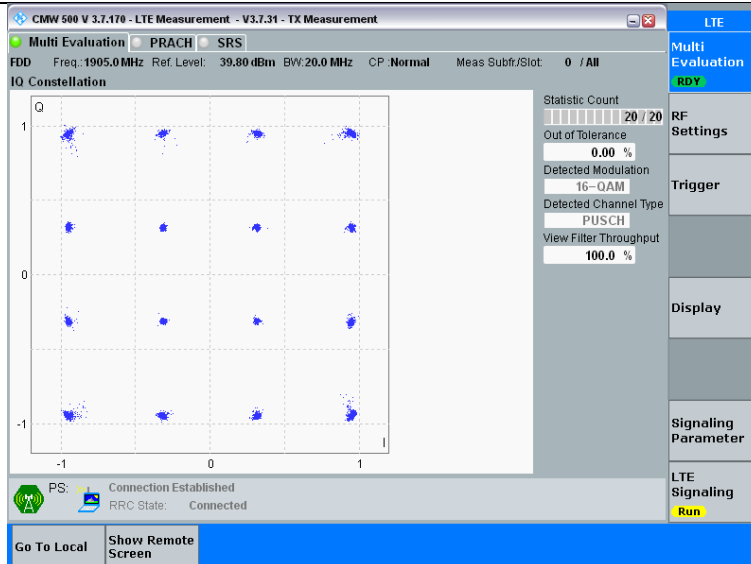 CMW 500 V 3.7.170 - LTE Measurement - V3.7.31 - TX Measurement
LTE
Multi Evaluation PRACH SRS
Multi
Evaluation
RDY
FDD Freq.: 1905.0 MHz Ref. Level: 39.80 dBm BW: 20.0 MHz CP : Normal Meas Subfr./Slot: 0 / All
IQ Constellation
Q
1
0
-1
I
-1 0 1
Statistic Count
20 / 20
Out of Tolerance
0.00 %
Detected Modulation
16-QAM
Detected Channel Type
PUSCH
View Filter Throughput
100.0 %
RF
Settings
Trigger
Display
Signaling
Parameter
LTE
Signaling
Run
PS: Connection Established
RRC State: Connected
Go To Local
Show Remote
Screen